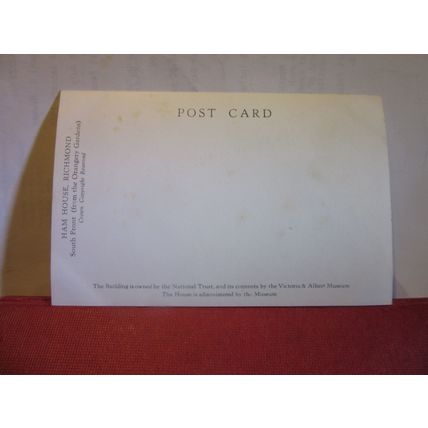 POST CARD
HAM HOUSE, RICHMOND
South Front (from the Orangery Gardens)
Crown Copyright Reserved
The Building is owned by the National Trust, and its contents by the Victoria & Albert Museum
The House is administered by the Museum